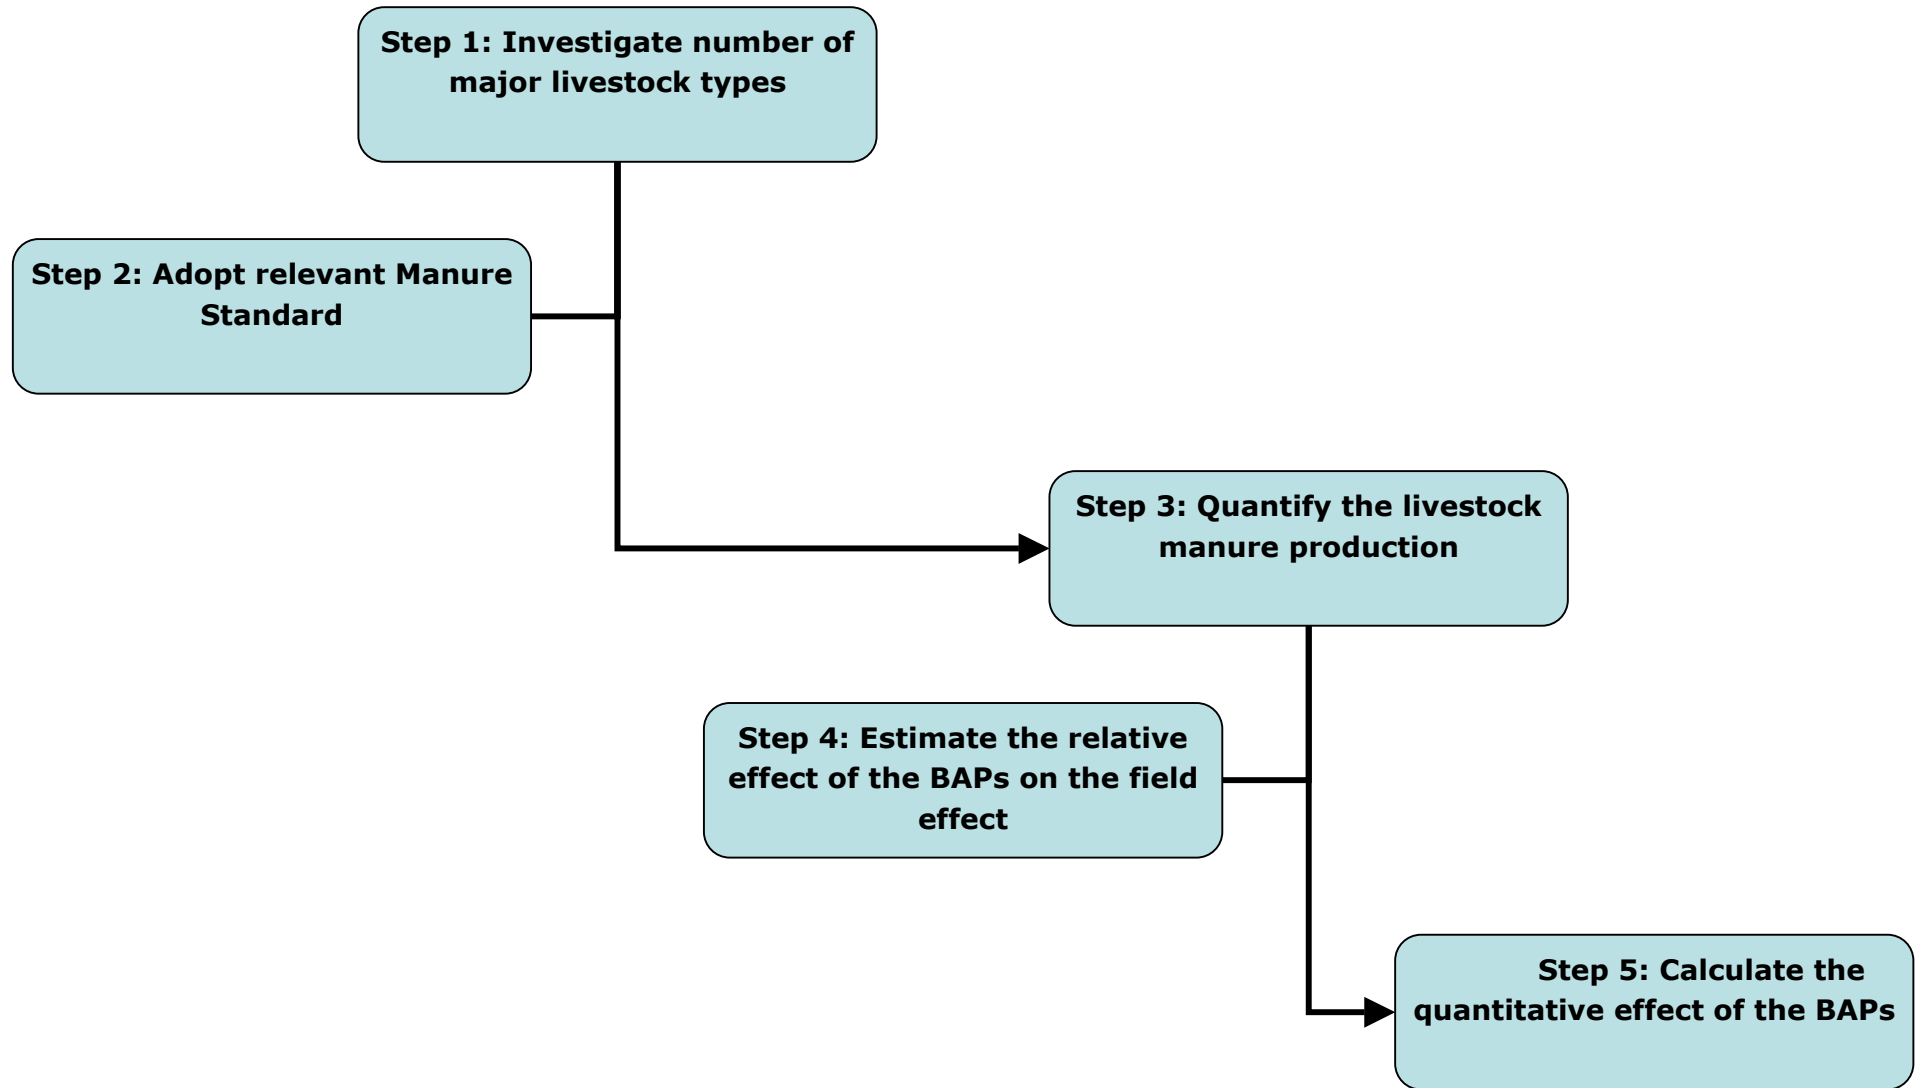 Step 1: Investigate number of
major livestock types
Step 2: Adopt relevant Manure
Standard
Step 3: Quantify the livestock
manure production
Step 4: Estimate the relative
effect of the BAPs on the field
effect
Step 5: Calculate the
quantitative effect of the BAPs